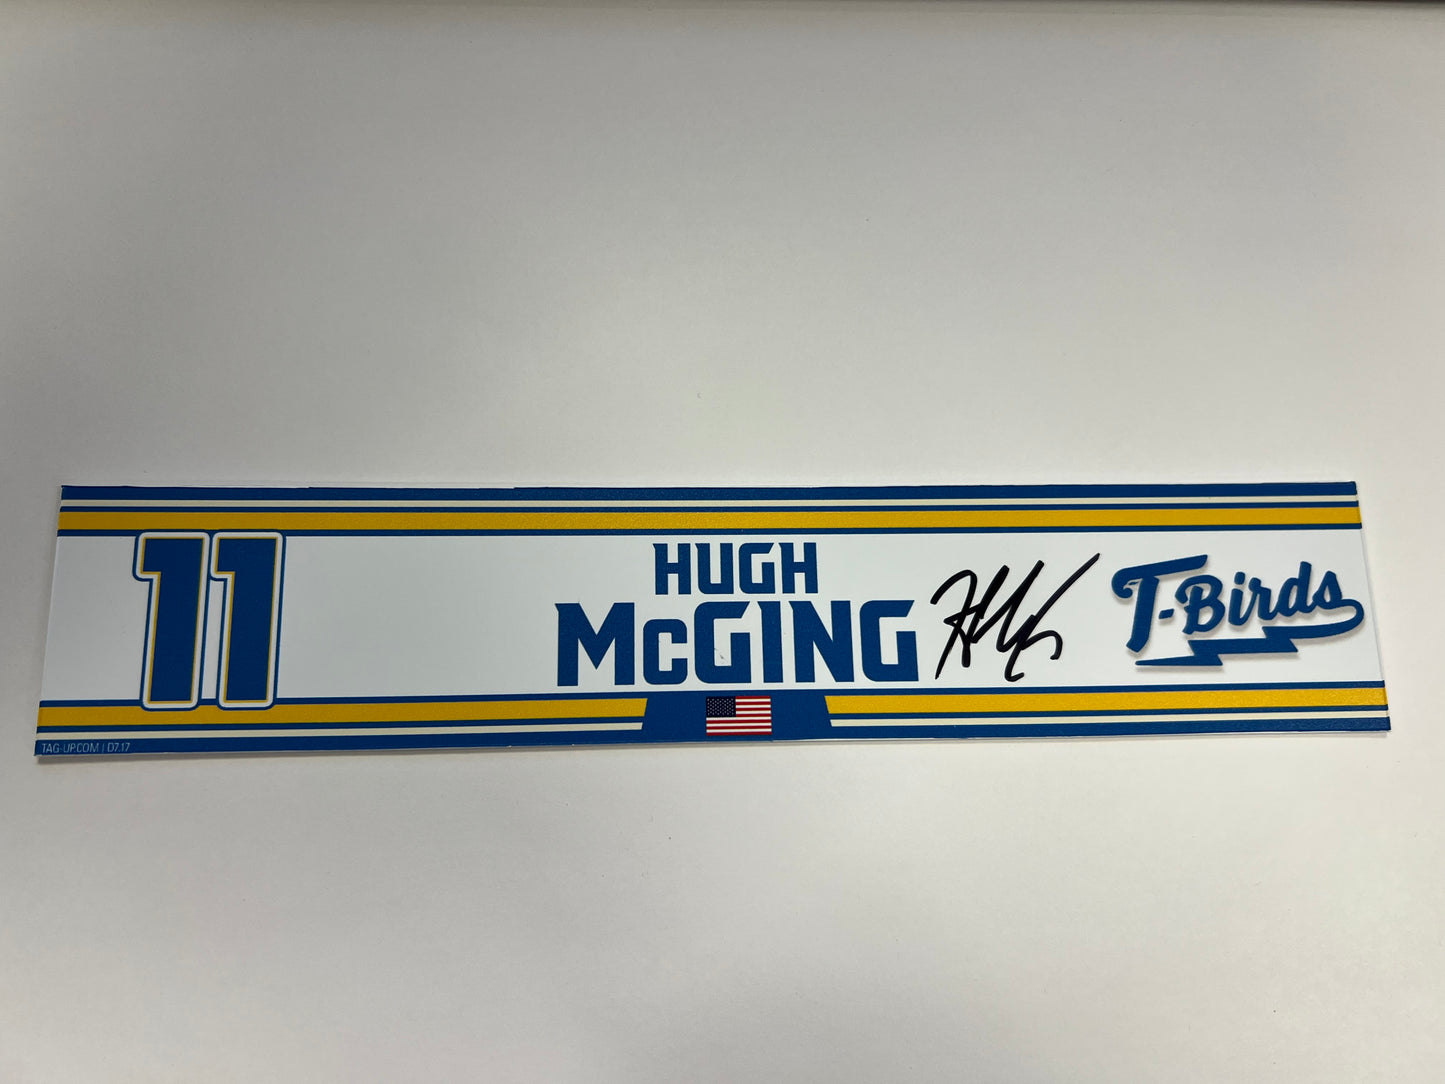 11
HUGH
McGING
T-Birds
TAG-UP.COM | D7.17